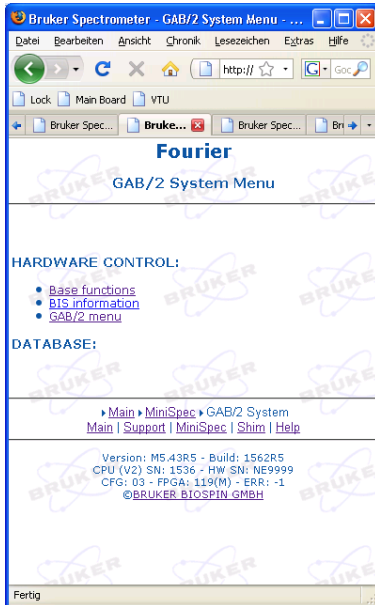 Bruker Spectrometer - GAB/2 System Menu - ...
Datei Bearbeiten Ansicht Chronik Lesezeichen Extras Hilfe
http:// G Goc
Lock Main Board VTU
Bruker Spec... Bruke... Bruker Spec... Bri
Fourier
GAB/2 System Menu
HARDWARE CONTROL:
Base functions
BIS information
GAB/2 menu
DATABASE:
Main MiniSpec GAB/2 System
Main | Support | MiniSpec | Shim | Help
Version: M5.43R5 - Build: 1562R5
CPU (V2) SN: 1536 - HW SN: NE9999
CFG: 03 - FPGA: 119(M) - ERR: -1
©BRUKER BIOSPIN GMBH
Fertig